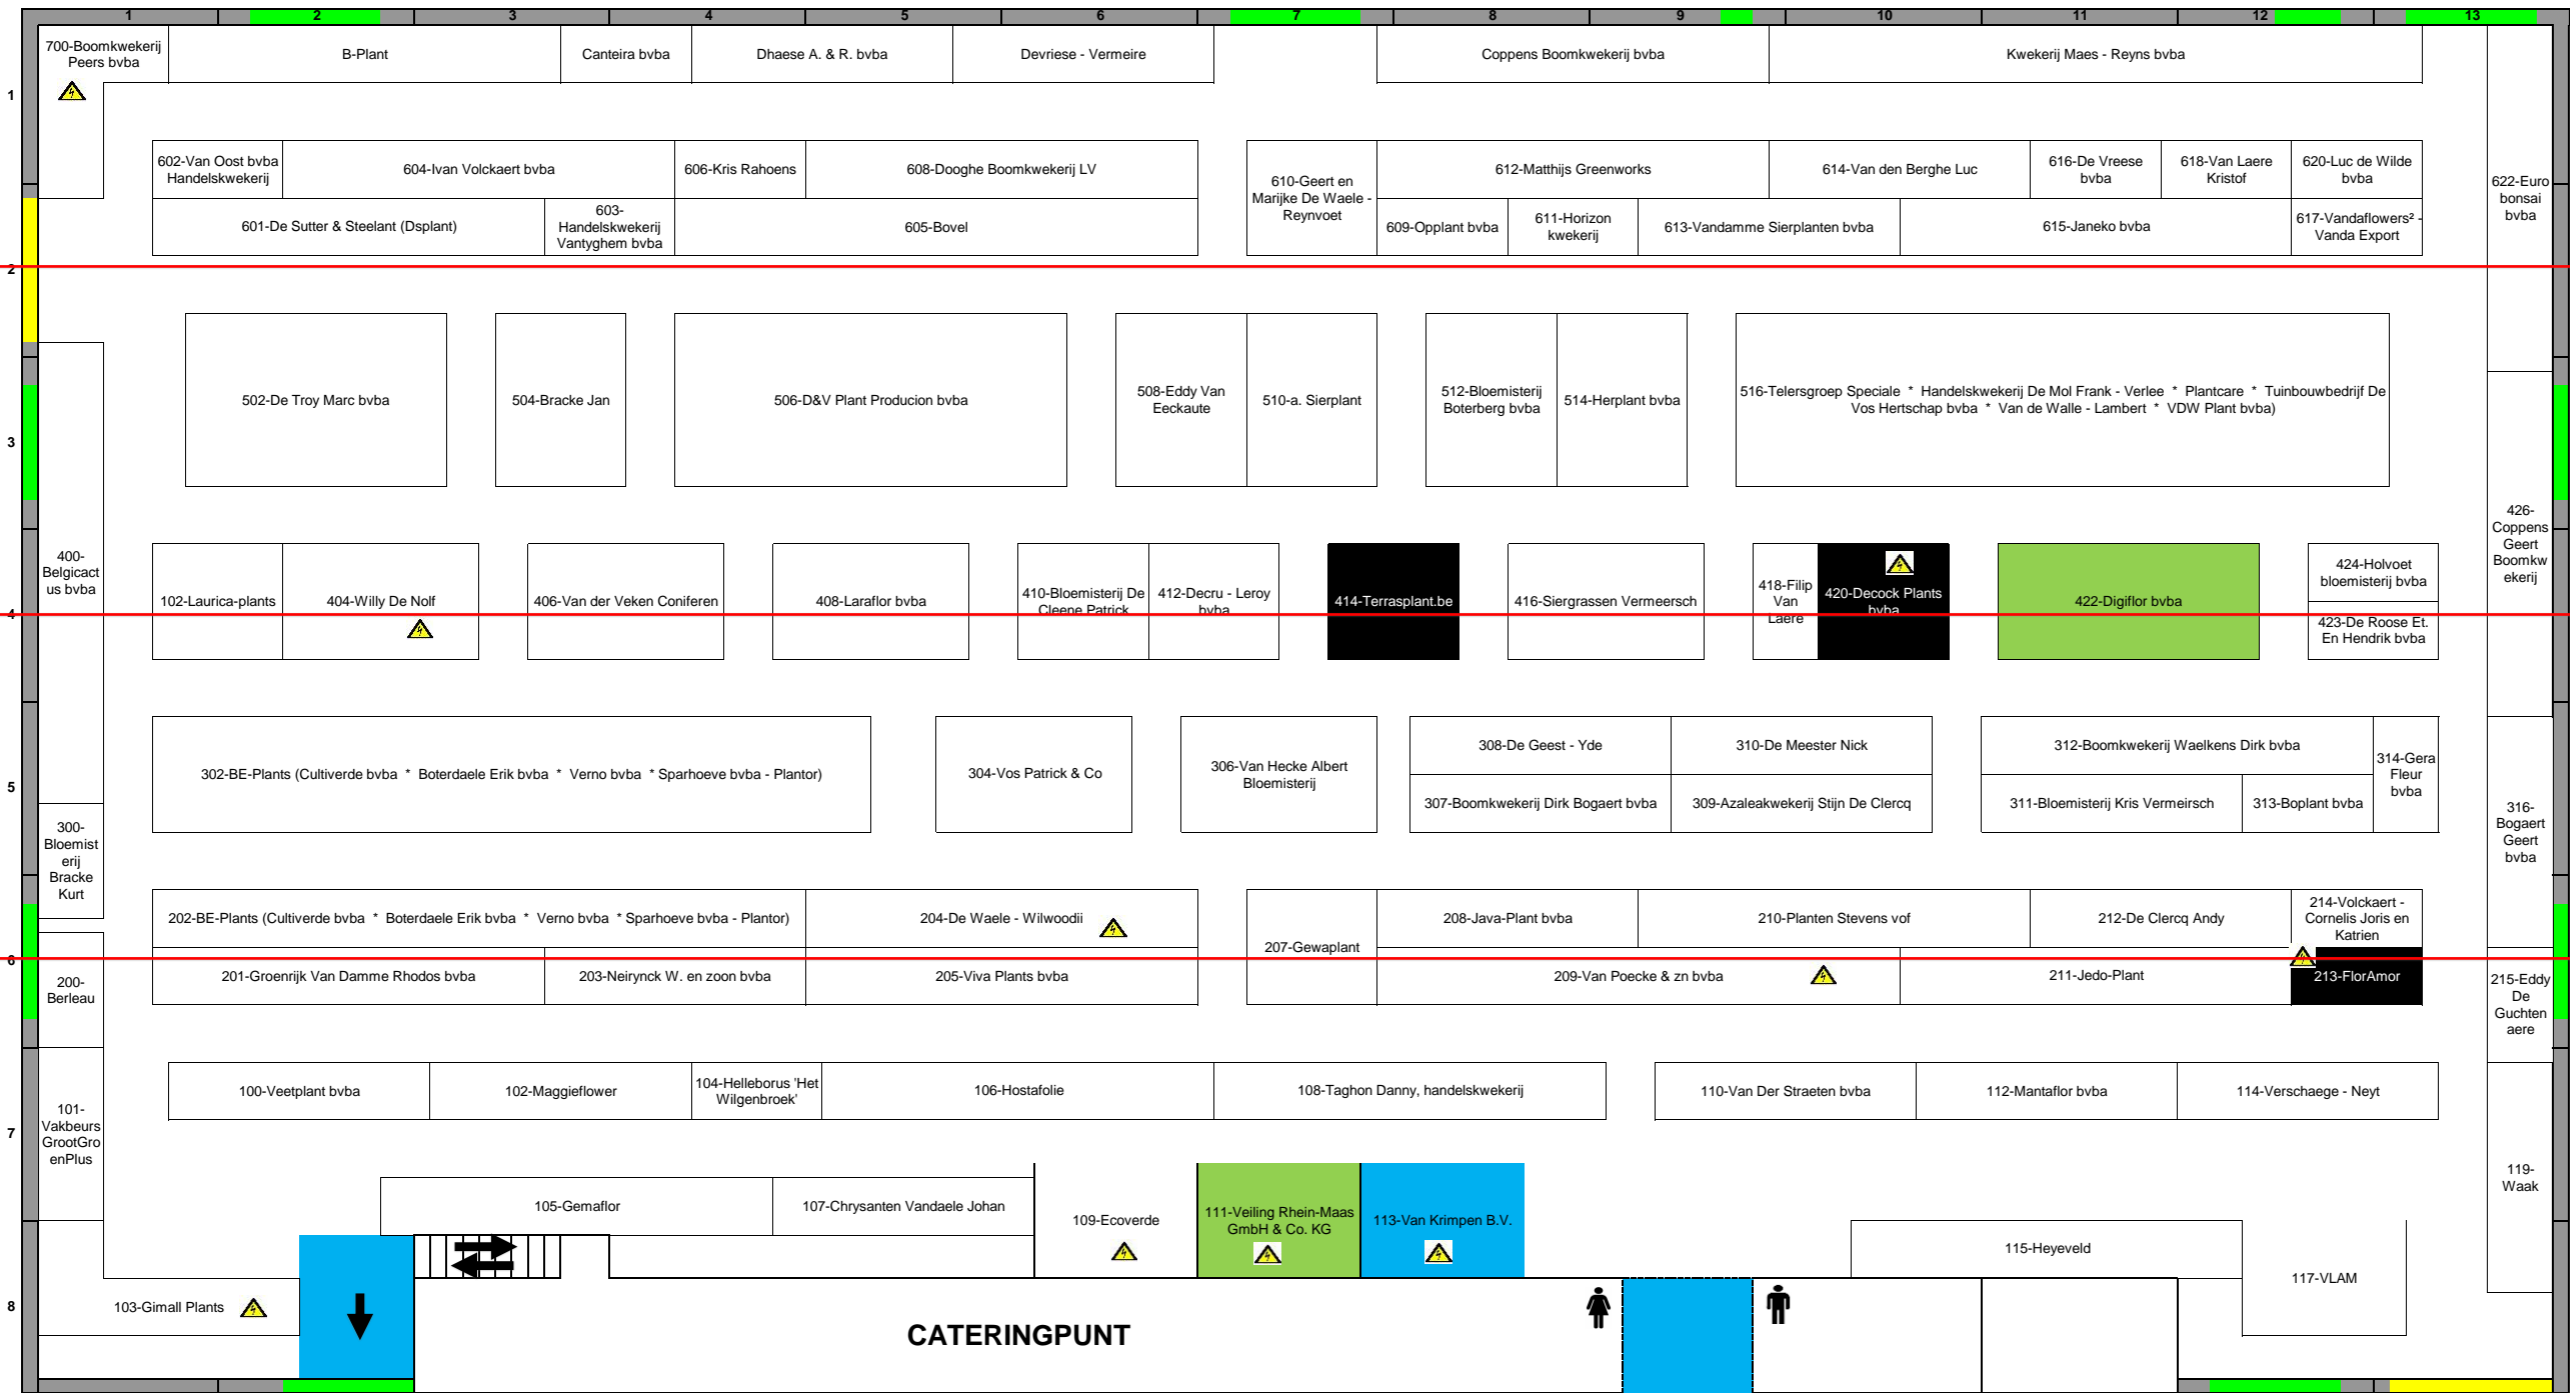 1 2 3 4 5 6 7 8 9 10 11 12 13
700-Boomkwekerij
Peers bvba
B-Plant
Canteira bvba
Dhaese A. & R. bvba
Devriese - Vermeire
Coppens Boomkwekerij bvba
Kwekerij Maes - Reyns bvba
1
602-Van Oost bvba
Handelskwekerij
604-Ivan Volckaert bvba
606-Kris Rahoens
608-Dooghe Boomkwekerij LV
610-Geert en
Marijke De Waele -
Reynvoet
612-Matthijs Greenworks
614-Van den Berghe Luc
616-De Vreese
bvba
618-Van Laere
Kristof
620-Luc de Wilde
bvba
622-Euro
bonsai
bvba
601-De Sutter & Steelant (Dsplant)
603-
Handelskwekerij
Vantyghem bvba
605-Bovel
609-Opplant bvba
611-Horizon
kwekerij
613-Vandamme Sierplanten bvba
615-Janeko bvba
617-Vandaflowers² -
Vanda Export
2
502-De Troy Marc bvba
504-Bracke Jan
506-D&V Plant Producion bvba
508-Eddy Van
Eeckaute
510-a. Sierplant
512-Bloemisterij
Boterberg bvba
514-Herplant bvba
516-Telersgroep Speciale * Handelskwekerij De Mol Frank - Verlee * Plantcare * Tuinbouwbedrijf De
Vos Hertschap bvba * Van de Walle - Lambert * VDW Plant bvba)
3
400-
Belgicact
us bvba
102-Laurica-plants
404-Willy De Nolf
406-Van der Veken Coniferen
408-Laraflor bvba
410-Bloemisterij De
Cleene Patrick
412-Decru - Leroy
bvba
414-Terrasplant.be
416-Siergrassen Vermeersch
418-Filip
Van
Laere
420-Decock Plants
bvba
422-Digiflor bvba
424-Holvoet
bloemisterij bvba
423-De Roose Et.
En Hendrik bvba
426-
Coppens
Geert
Boomkw
ekerij
4
302-BE-Plants (Cultiverde bvba * Boterdaele Erik bvba * Verno bvba * Sparhoeve bvba - Plantor)
304-Vos Patrick & Co
306-Van Hecke Albert
Bloemisterij
308-De Geest - Yde
310-De Meester Nick
312-Boomkwekerij Waelkens Dirk bvba
314-Gera
Fleur
bvba
307-Boomkwekerij Dirk Bogaert bvba
309-Azaleakwekerij Stijn De Clercq
311-Bloemisterij Kris Vermeirsch
313-Boplant bvba
5
300-
Bloemist
erij
Bracke
Kurt
316-
Bogaert
Geert
bvba
202-BE-Plants (Cultiverde bvba * Boterdaele Erik bvba * Verno bvba * Sparhoeve bvba - Plantor)
204-De Waele - Wilwoodii
207-Gewaplant
208-Java-Plant bvba
210-Planten Stevens vof
212-De Clercq Andy
214-Volckaert -
Cornelis Joris en
Katrien
6
200-
Berleau
201-Groenrijk Van Damme Rhodos bvba
203-Neirynck W. en zoon bvba
205-Viva Plants bvba
209-Van Poecke & zn bvba
211-Jedo-Plant
213-FlorAmor
215-Eddy
De
Guchten
aere
100-Veetplant bvba
102-Maggieflower
104-Helleborus 'Het
Wilgenbroek'
106-Hostafolie
108-Taghon Danny, handelskwekerij
110-Van Der Straeten bvba
112-Mantaflor bvba
114-Verschaege - Neyt
7
101-
Vakbeurs
GrootGro
enPlus
105-Gemaflor
107-Chrysanten Vandaele Johan
109-Ecoverde
111-Veiling Rhein-Maas
GmbH & Co. KG
113-Van Krimpen B.V.
115-Heyeveld
117-VLAM
119-
Waak
8
103-Gimall Plants
CATERINGPUNT